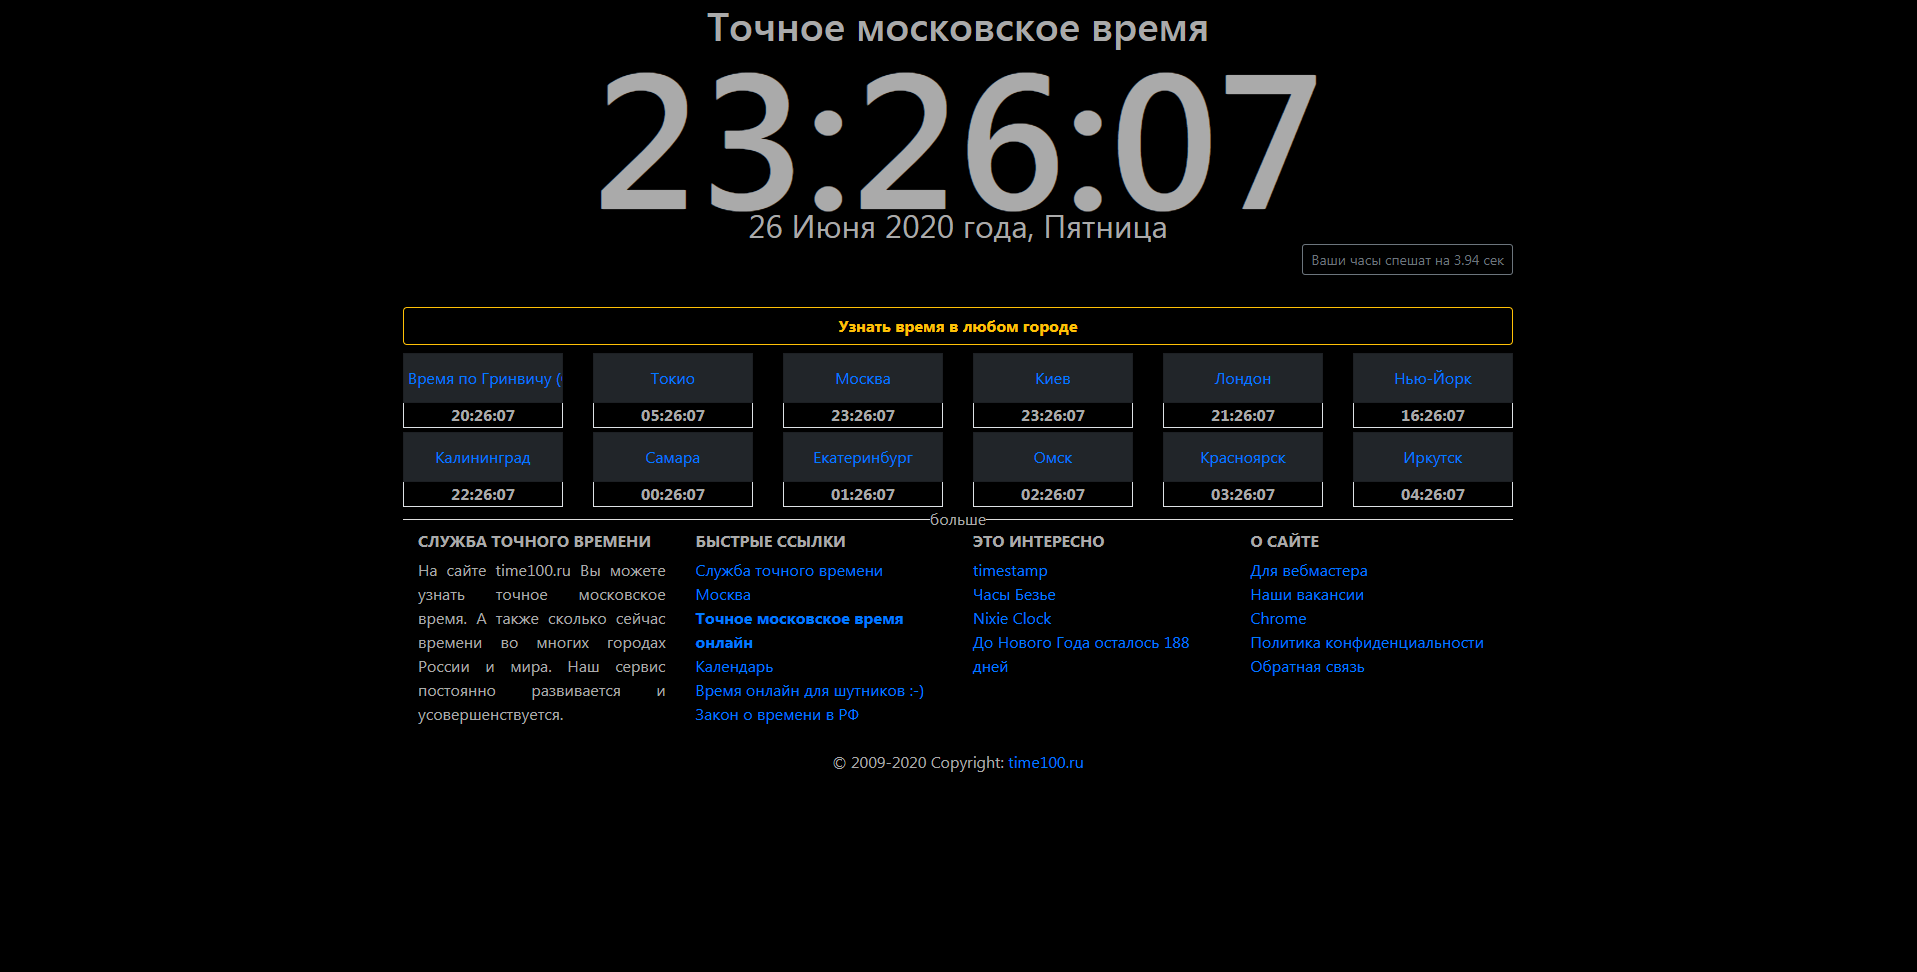 Точное московское время
23:26:07
26 Июня 2020 года, Пятница
Ваши часы спешат на 3.94 сек
Узнать время в любом городе
Время по Гринвичу (
20:26:07
Токио
05:26:07
Москва
23:26:07
Киев
23:26:07
Лондон
21:26:07
Нью-Йорк
16:26:07
Калининград
22:26:07
Самара
00:26:07
Екатеринбург
01:26:07
Омск
02:26:07
Красноярск
03:26:07
Иркутск
04:26:07
больше
СЛУЖБА ТОЧНОГО ВРЕМЕНИ
На сайте time100.ru Вы можете
узнать точное московское
время. А также сколько сейчас
времени во многих городах
России и мира. Наш сервис
постоянно развивается и
усовершенствуется.
БЫСТРЫЕ ССЫЛКИ
Служба точного времени
Москва
Точное московское время
онлайн
Календарь
Время онлайн для шутников :-)
Закон о времени в РФ
ЭТО ИНТЕРЕСНО
timestamp
Часы Безье
Nixie Clock
До Нового Года осталось 188
дней
О САЙТЕ
Для вебмастера
Наши вакансии
Chrome
Политика конфиденциальности
Обратная связь
© 2009-2020 Copyright: time100.ru